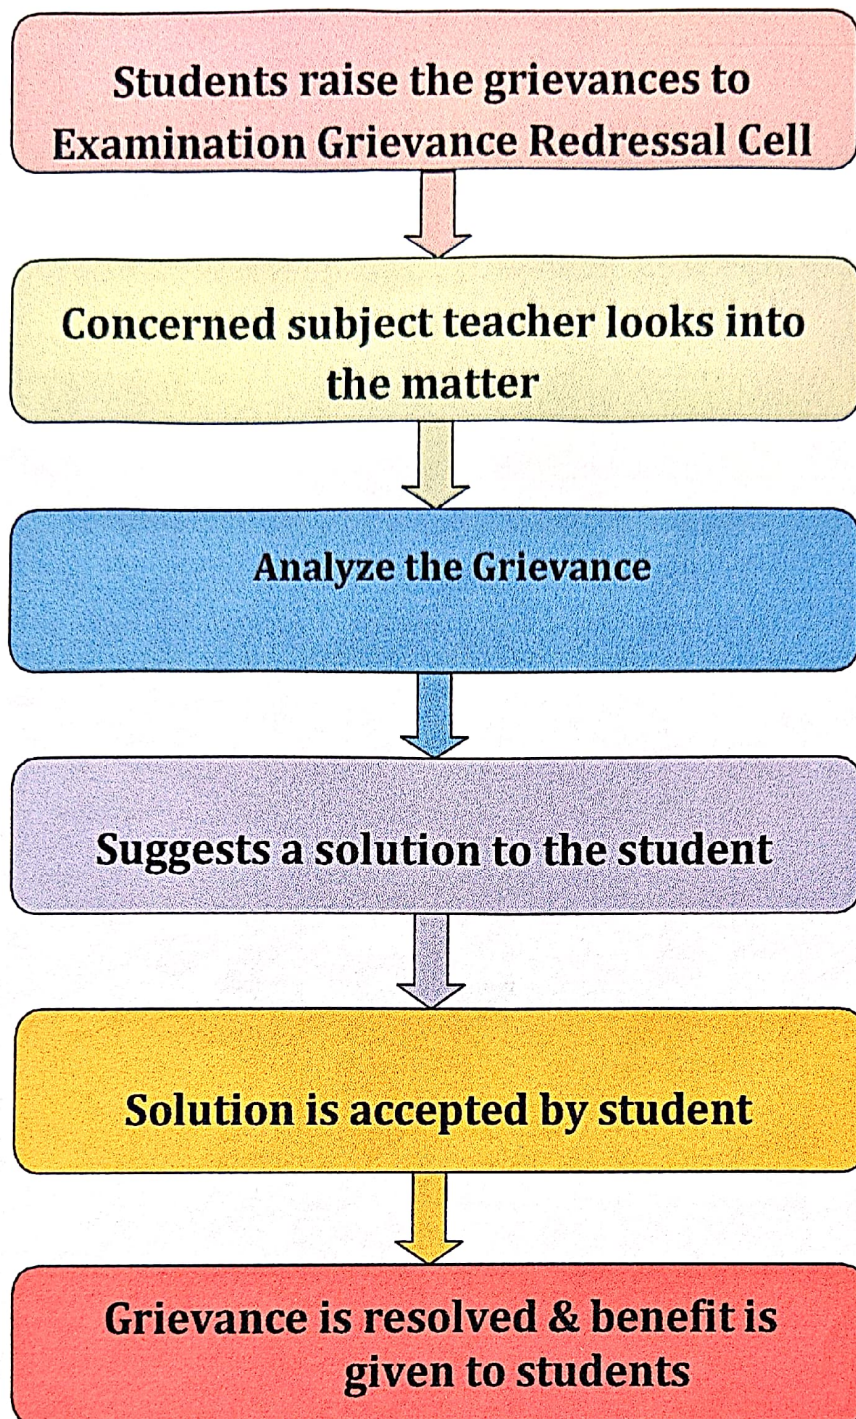 Students raise the grievances to
Examination Grievance Redressal Cell
Concerned subject teacher looks into
the matter
Analyze the Grievance
Suggests a solution to the student
Solution is accepted by student
Grievance is resolved & benefit is
given to students